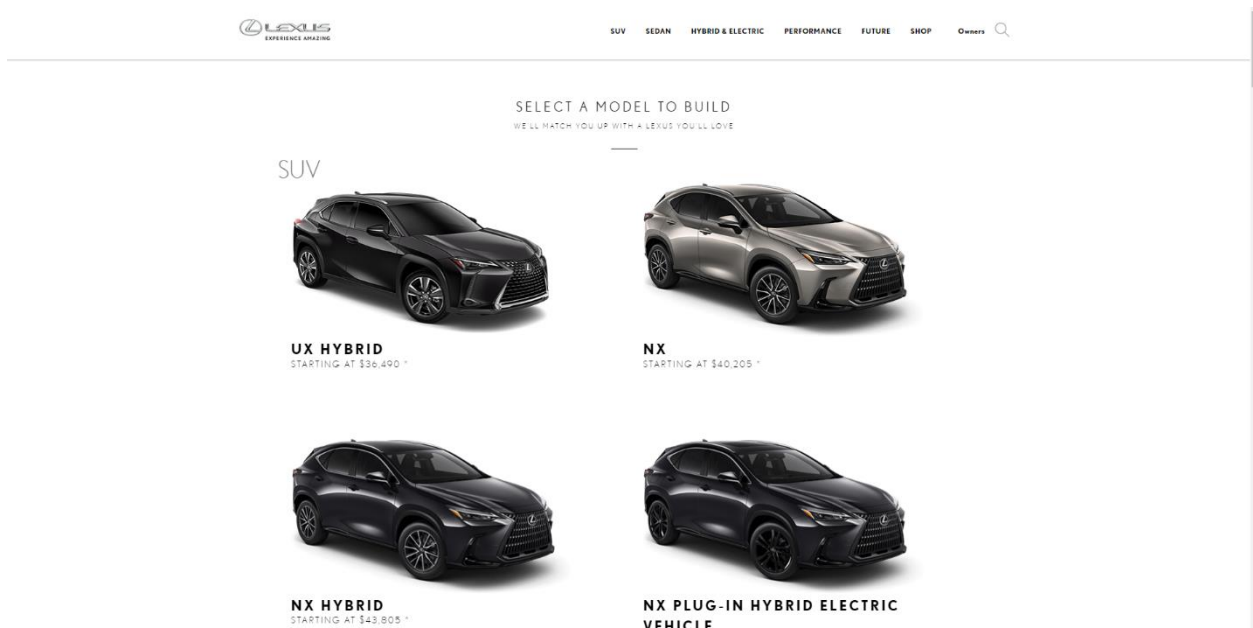 LEXUS
EXPERIENCE AMAZING
SUV SEDAN HYBRID & ELECTRIC PERFORMANCE FUTURE SHOP Owners
SELECT A MODEL TO BUILD
WE'LL MATCH YOU UP WITH A LEXUS YOU'LL LOVE
SUV
UX HYBRID
STARTING AT $36,490 *
NX
STARTING AT $40,205 *
NX HYBRID
STARTING AT $43,805 *
NX PLUG-IN HYBRID ELECTRIC
VEHICLE